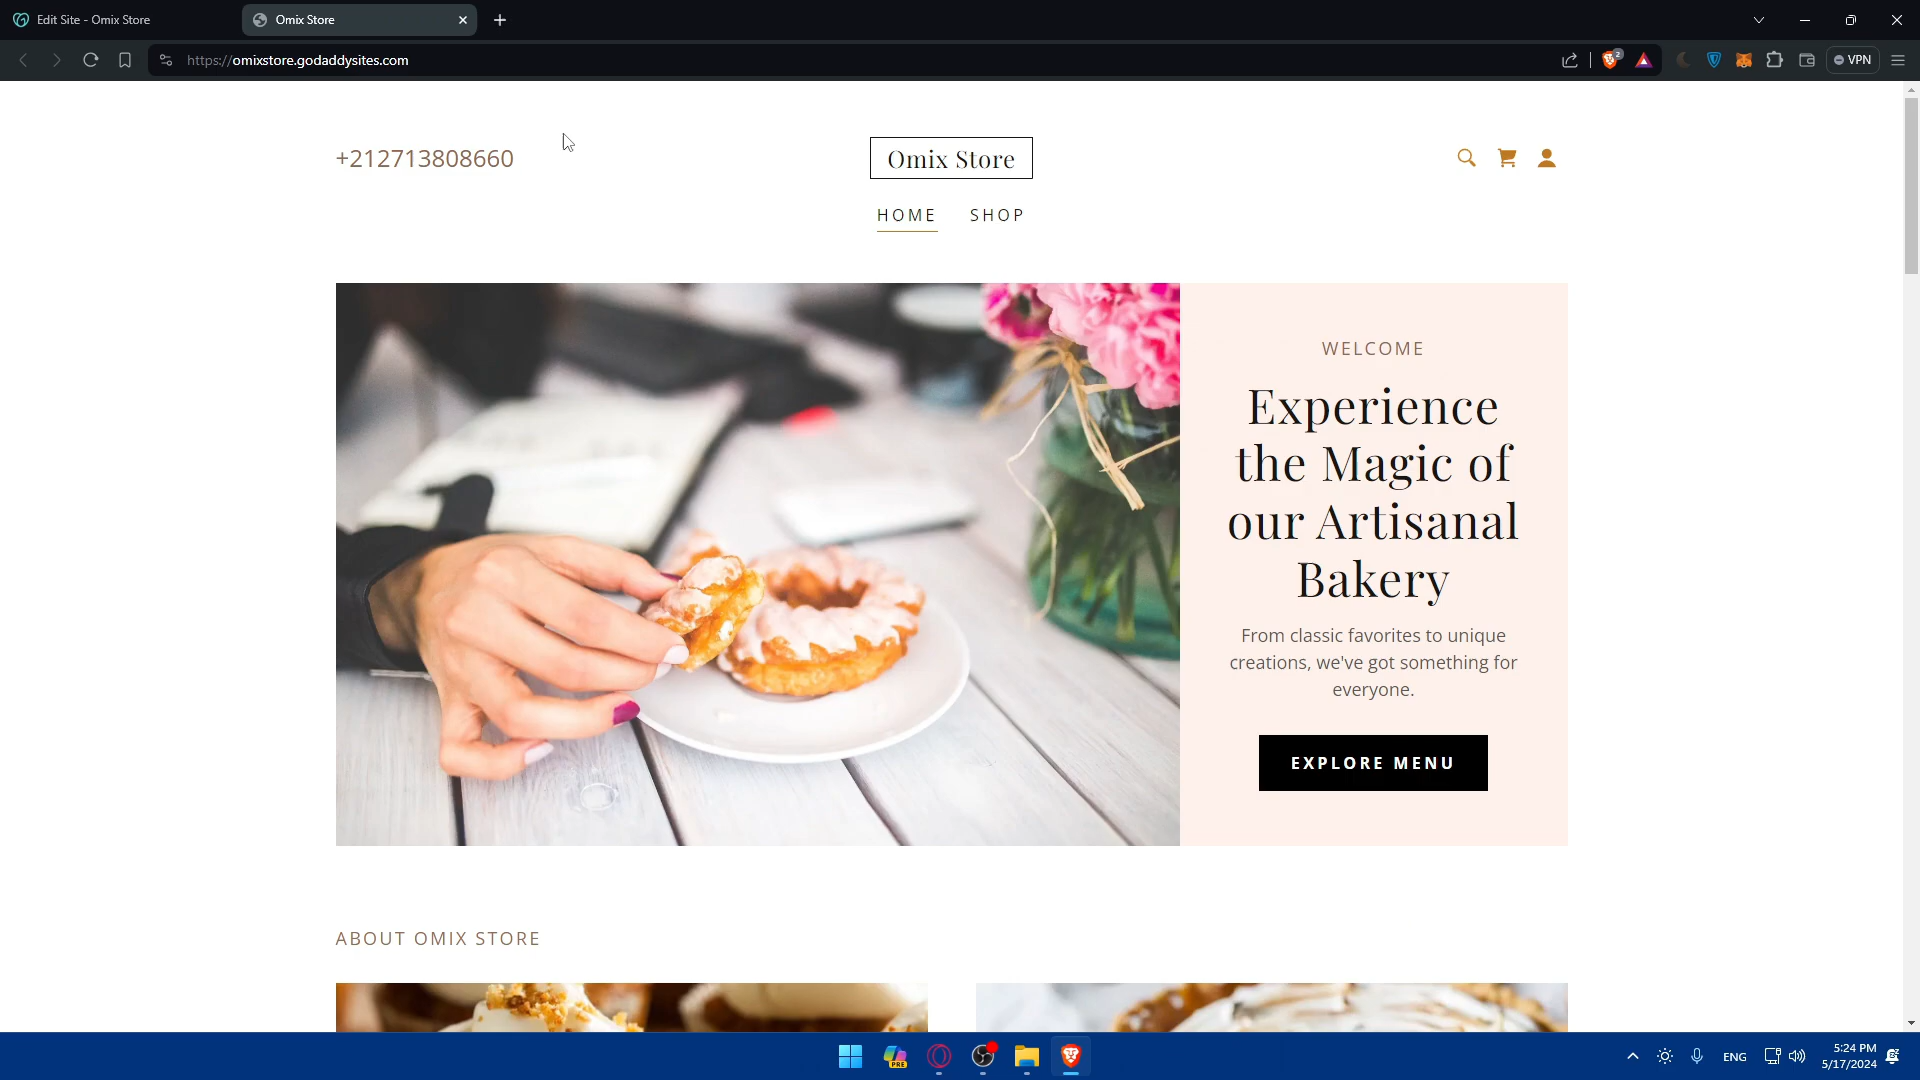 Edit Site - Omix Store
Omix Store
https://omixstore.godaddysites.com
2
VPN
+212713808660
Omix Store
HOME SHOP
WELCOME
Experience
the Magic of
our Artisanal
Bakery
From classic favorites to unique
creations, we've got something for
everyone.
EXPLORE MENU
ABOUT OMIX STORE
PRE
ENG
5:24 PM
5/17/2024